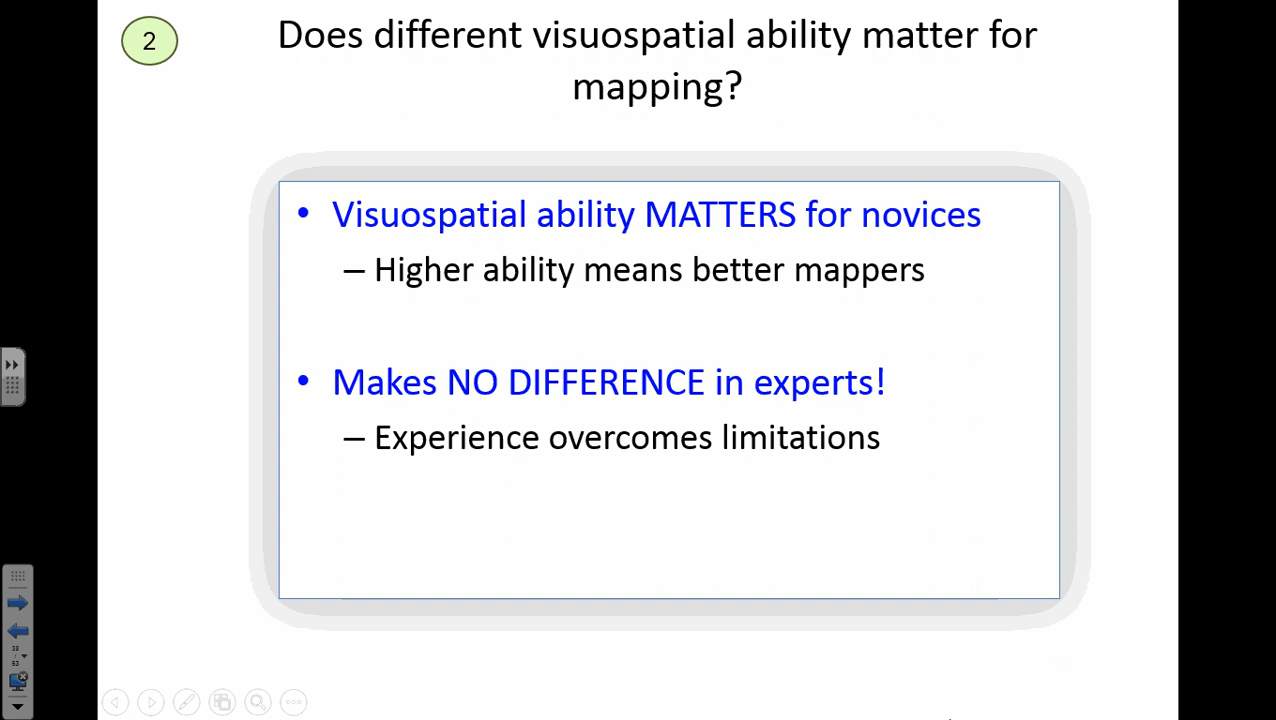 2
Does different visuospatial ability matter for
mapping?
• Visuospatial ability MATTERS for novices
– Higher ability means better mappers
• Makes NO DIFFERENCE in experts!
– Experience overcomes limitations